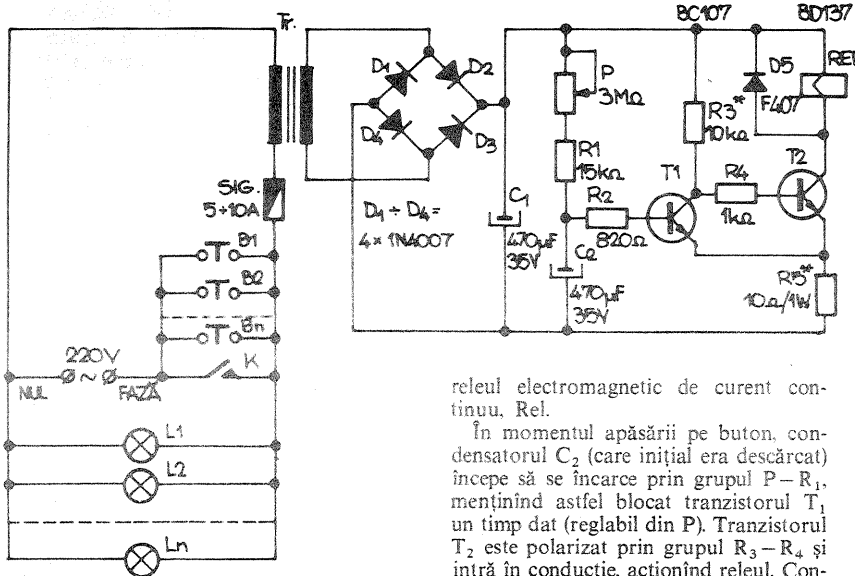 Tr.
BC107
BD137
D1
D2
D4
D3
P
3MΩ
D5
F407
REL
R3*
10kΩ
R1
15kΩ
T1
R4
1kΩ
T2
R2
820Ω
SIG.
5÷10A
D1 ÷ D4=
4x 1N4007
C1
470μF
35V
C2
470μF
35V
R5*
10Ω/1W
B1
B2
Bn
K
220V
~
NUL
FAZĂ
L1
L2
Ln
releul electromagnetic de curent con-
tinuu, Rel.
În momentul apăsării pe buton, con-
densatorul C2 (care inițial era descărcat)
începe să se încarce prin grupul P−R1,
menținînd astfel blocat tranzistorul T1
un timp dat (reglabil din P). Tranzistorul
T2 este polarizat prin grupul R3−R4 și
intră în conducție, acționînd releul. Con-